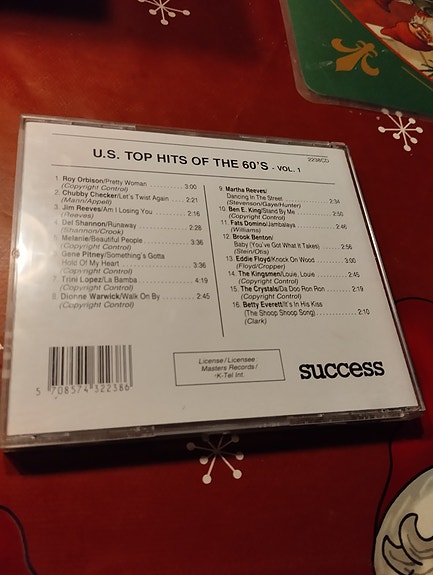 U.S. TOP HITS OF THE 60'S - VOL. 1
2238CD
1. Roy Orbison/Pretty Woman . . . . . . . . . 3:00
(Copyright Control)
2. Chubby Checker/Let's Twist Again . . . . 2:21
(Mann/Appell)
3. Jim Reeves/Am I Losing You . . . . . . . . 2:16
(Reeves)
4. Del Shannon/Runaway . . . . . . . . . . . . 2:28
(Shannon/Crook)
5. Melanie/Beautiful People . . . . . . . . . . 3:36
(Copyright Control)
Gene Pitney/Something's Gotta
Hold Of My Heart . . . . . . . . . . . . . . . . 3:36
(Copyright Control)
Trini Lopez/La Bamba . . . . . . . . . . . . . 4:19
(Copyright Control)
8. Dionne Warwick/Walk On By . . . . . . . . 2:45
(Copyright Control)
9. Martha Reeves/
Dancing In The Street . . . . . . . . . . . . 2:34
(Stevenson/Gaye/Hunter)
10. Ben E. King/Stand By Me . . . . . . . . . 2:50
(Copyright Control)
11. Fats Domino/Jambalaya . . . . . . . . . . 2:46
(Williams)
12. Brook Benton/
Baby (You've Got What It Takes) . . . . 2:56
(Stein/Otis)
13. Eddie Floyd/Knock On Wood . . . . . . 3:00
(Floyd/Cropper)
14. The Kingsmen/Louie, Louie . . . . . . . 2:45
(Copyright Control)
15. The Crystals/Da Doo Ron Ron . . . . . 2:19
(Copyright Control)
16. Betty Everett/It's In His Kiss
(The Shoop Shoop Song) . . . . . . . . . 2:10
(Clark)
License/Licensee:
Masters Records/
K-Tel Int.
success
5 708574 322386